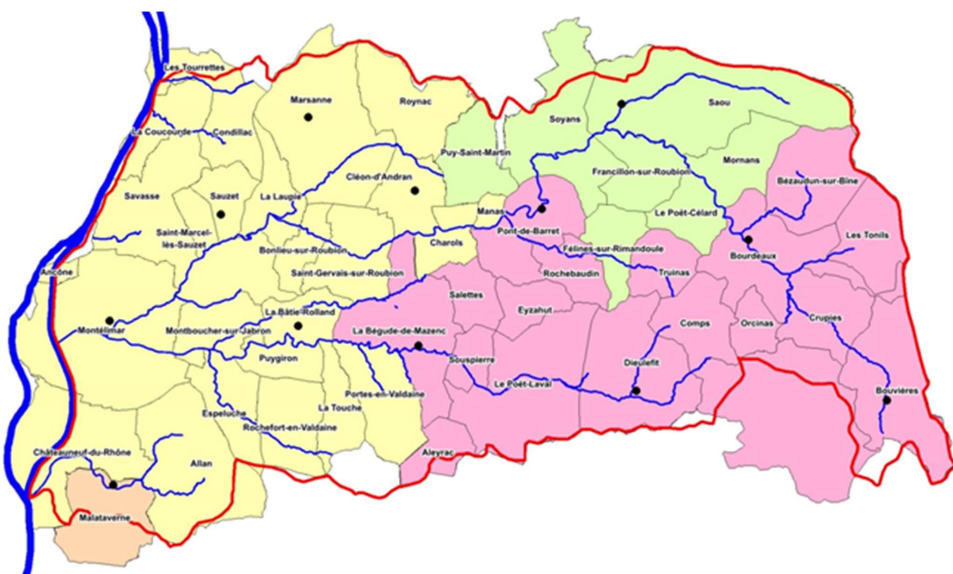 Les Tourrettes
Marsanne
Roynac
Saou
Soyans
La Coucourde
Condillac
Puy-Saint-Martin
Mornans
Francillon-sur-Roubion
Cléon-d'Andran
Bézaudun-sur-Bîne
Savasse
Sauzet
La Laupie
Manas
Le Poët-Célard
Saint-Marcel-
lès-Sauzet
Pont-de-Barret
Les Tonils
Charols
Bonlieu-sur-Roubion
Félines-sur-Rimandoule
Bourdeaux
Ancône
Saint-Gervais-sur-Roubion
Rochebaudin
Truinas
Salettes
Eyzahut
La Bâtie-Rolland
Crupies
Montélimar
Montboucher-sur-Jabron
La Bégude-de-Mazenc
Comps
Orcinas
Puygiron
Souspierre
Dieulefit
Le Poët-Laval
Bouvières
Portes-en-Valdaine
La Touche
Espeluche
Rochefort-en-Valdaine
Châteauneuf-du-Rhône
Aleyrac
Allan
Malataverne